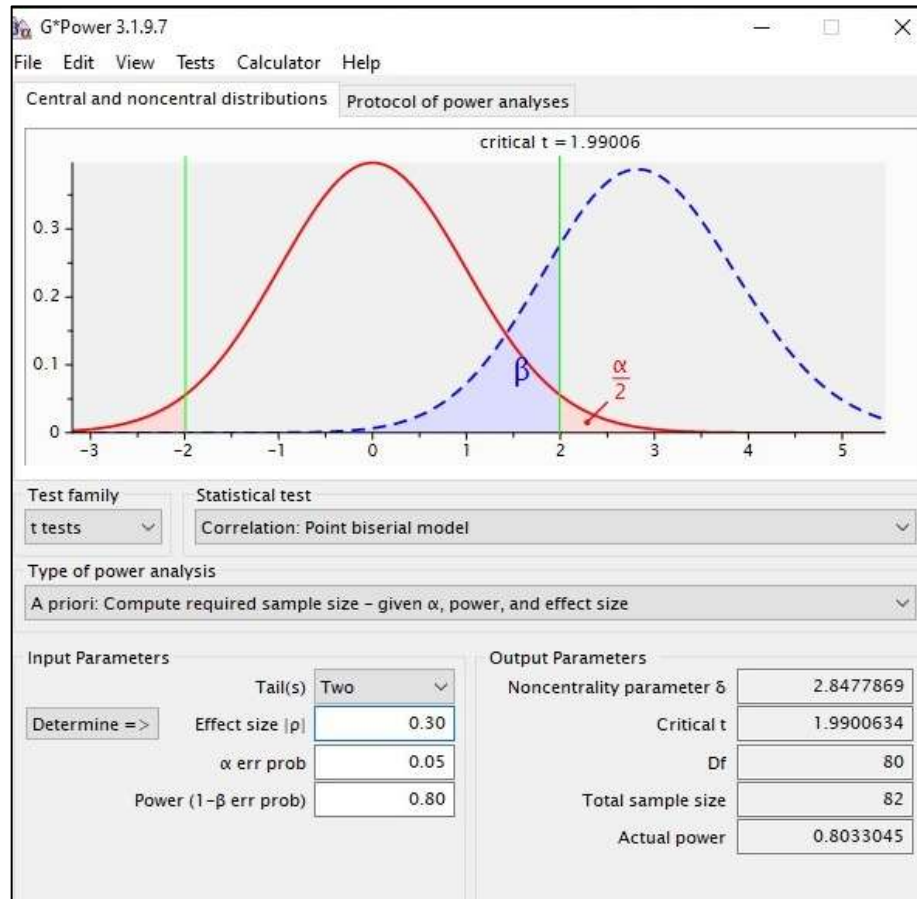 βα G*Power 3.1.9.7
File Edit View Tests Calculator Help
Central and noncentral distributions Protocol of power analyses
critical t = 1.99006
0.3
0.2
0.1
0
β
α
2
-3 -2 -1 0 1 2 3 4 5
Test family Statistical test
t tests Correlation: Point biserial model
Type of power analysis
A priori: Compute required sample size – given α, power, and effect size
Input Parameters Output Parameters
Tail(s) Two Noncentrality parameter δ 2.8477869
Determine => Effect size |ρ| 0.30 Critical t 1.9900634
α err prob 0.05 Df 80
Power (1-β err prob) 0.80 Total sample size 82
Actual power 0.8033045